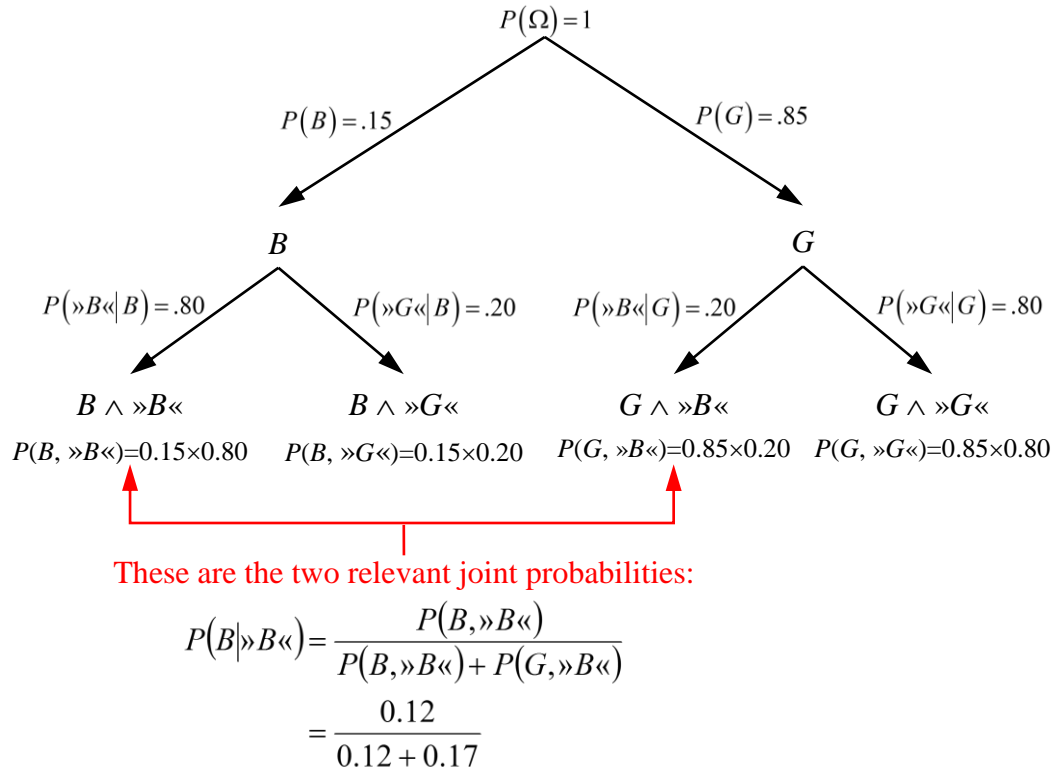 P(Ω)=1
P(B)=.15
P(G)=.85
B
G
P(»B«|B)=.80
P(»G«|B)=.20
P(»B«|G)=.20
P(»G«|G)=.80
B ∧ »B«
B ∧ »G«
G ∧ »B«
G ∧ »G«
P(B, »B«)=0.15×0.80
P(B, »G«)=0.15×0.20
P(G, »B«)=0.85×0.20
P(G, »G«)=0.85×0.80
These are the two relevant joint probabilities:
P(B|»B«)=
P(B,»B«)
P(B,»B«)+P(G,»B«)
=
0.12
0.12+0.17